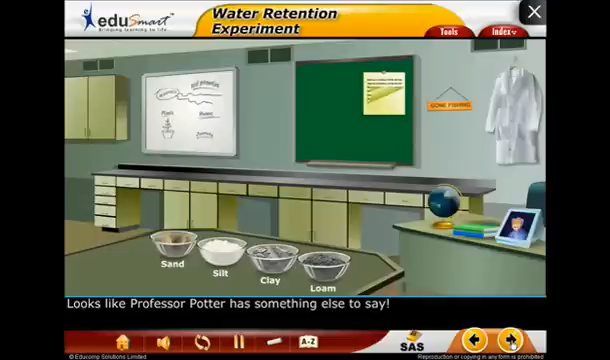 edusmart
Bringing learning to life..
Water Retention
Experiment
Tools
Index
GONE FISHING
Sand
Silt
Clay
Loam
Looks like Professor Potter has something else to say!
A-Z
SAS
© Educomp Solutions Limited
Reproduction or copying in any form is prohibited